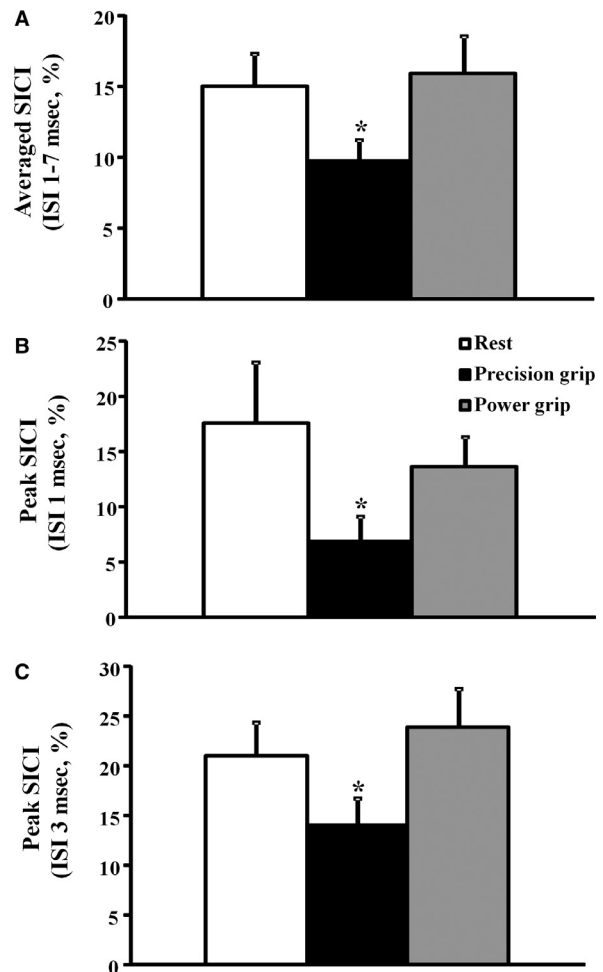 A
Averaged SICI
(ISI 1-7 msec, %)
20
15
10
5
0
*
B
Peak SICI
(ISI 1 msec, %)
25
20
15
10
5
0
*
Rest
Precision grip
Power grip
C
Peak SICI
(ISI 3 msec, %)
30
25
20
15
10
5
0
*